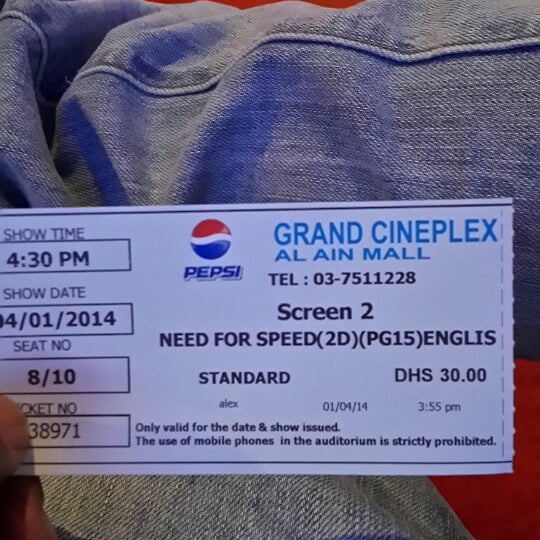 SHOW TIME
4:30 PM
SHOW DATE
04/01/2014
SEAT NO
8/10
CKET NO
38971
PEPSI
GRAND CINEPLEX
AL AIN MALL
TEL : 03-7511228
Screen 2
NEED FOR SPEED(2D)(PG15)ENGLIS
STANDARD DHS 30.00
alex 01/04/14 3:55 pm
Only valid for the date & show issued.
The use of mobile phones in the auditorium is strictly prohibited.